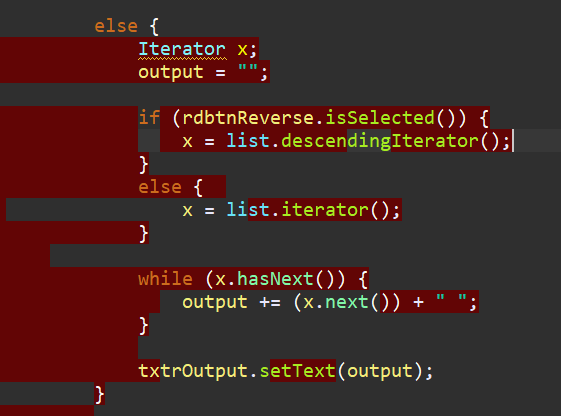 else {
Iterator x;
output = "";
if (rdbtnReverse.isSelected()) {
x = list.descendingIterator();
}
else {
x = list.iterator();
}
while (x.hasNext()) {
output += (x.next()) + " ";
}
txtrOutput.setText(output);
}